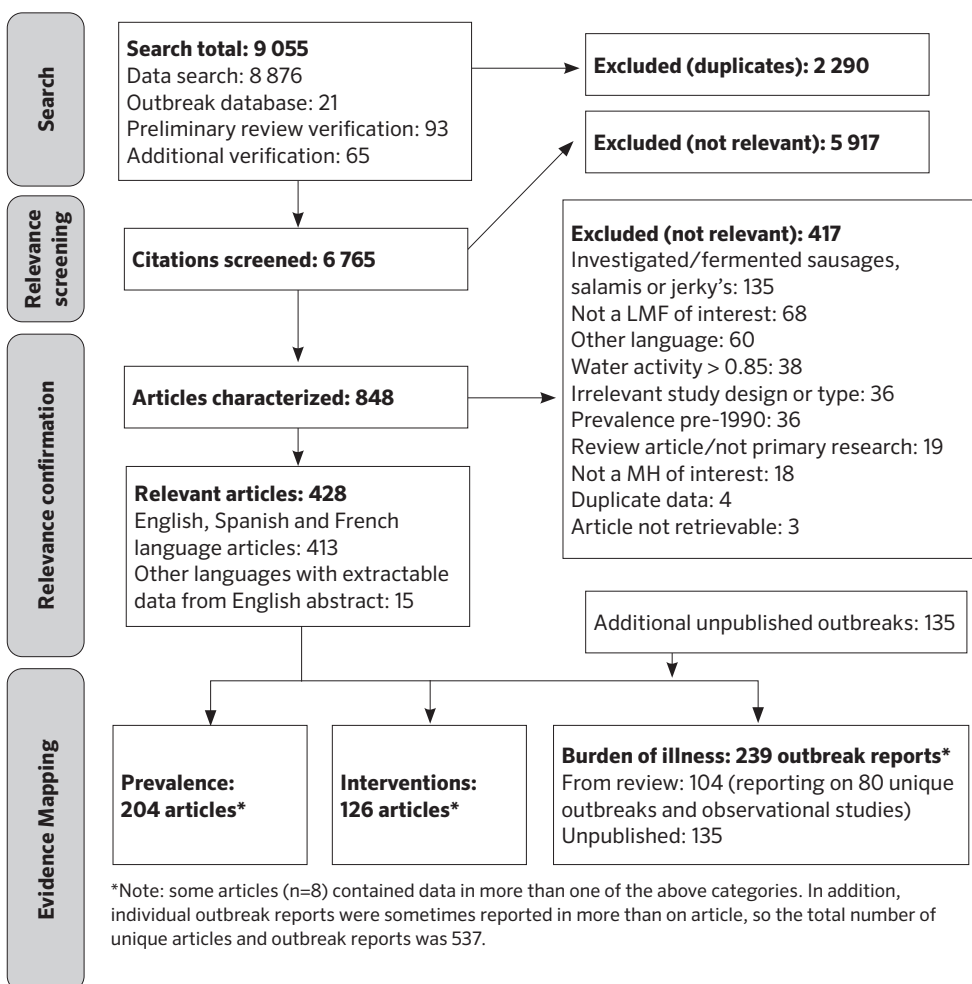 Search
Search total: 9 055
Data search: 8 876
Outbreak database: 21
Preliminary review verification: 93
Additional verification: 65
Excluded (duplicates): 2 290
Excluded (not relevant): 5 917
Relevance
screening
Citations screened: 6 765
Excluded (not relevant): 417
Investigated/fermented sausages,
salamis or jerky's: 135
Not a LMF of interest: 68
Other language: 60
Water activity > 0.85: 38
Irrelevant study design or type: 36
Prevalence pre-1990: 36
Review article/not primary research: 19
Not a MH of interest: 18
Duplicate data: 4
Article not retrievable: 3
Relevance confirmation
Articles characterized: 848
Relevant articles: 428
English, Spanish and French
language articles: 413
Other languages with extractable
data from English abstract: 15
Additional unpublished outbreaks: 135
Evidence Mapping
Prevalence:
204 articles*
Interventions:
126 articles*
Burden of illness: 239 outbreak reports*
From review: 104 (reporting on 80 unique
outbreaks and observational studies)
Unpublished: 135
*Note: some articles (n=8) contained data in more than one of the above categories. In addition,
individual outbreak reports were sometimes reported in more than on article, so the total number of
unique articles and outbreak reports was 537.